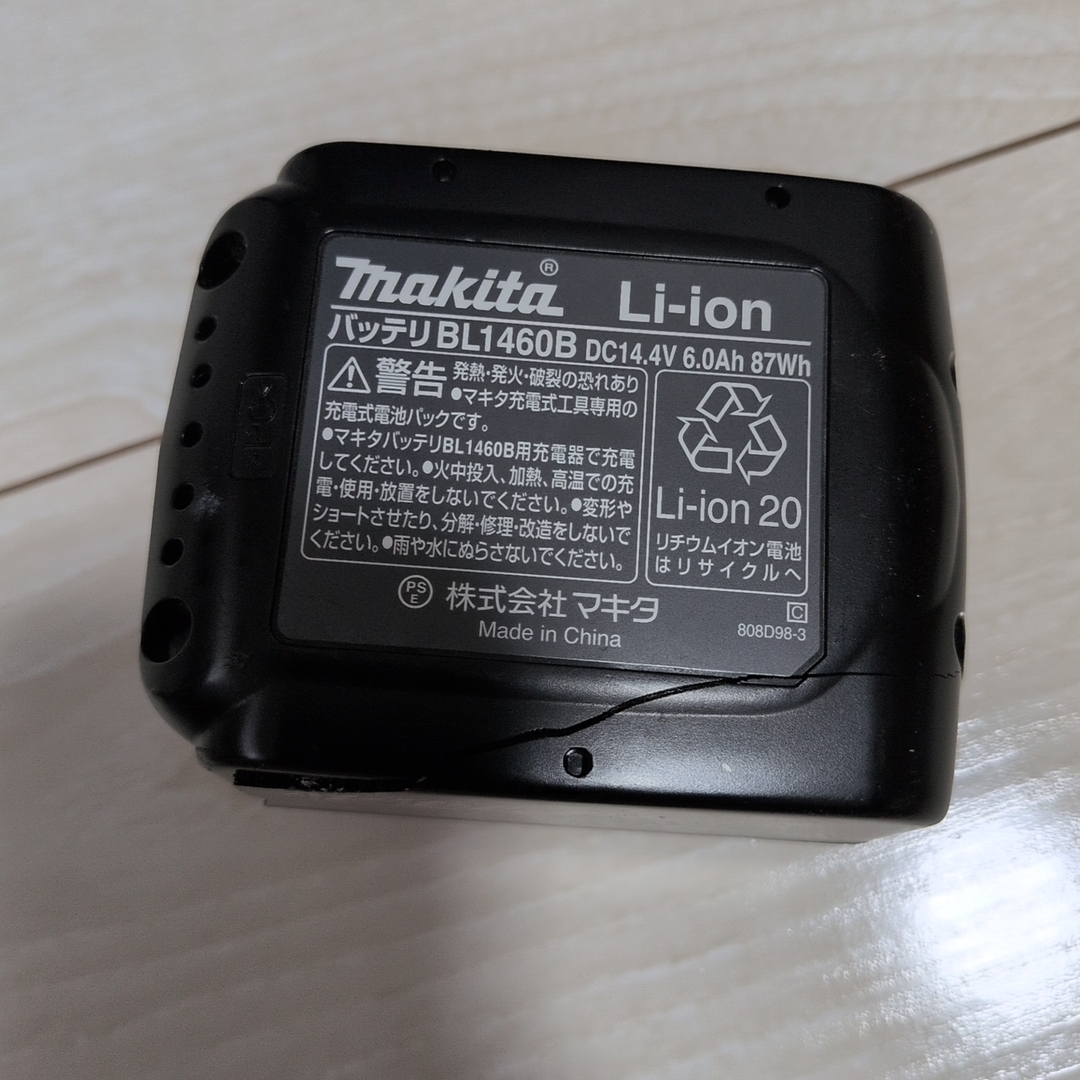 makita® Li-ion
バッテリ BL1460B DC14.4V 6.0Ah 87Wh
警告 発熱・発火・破裂の恐れあり
●マキタ充電式工具専用の
充電式電池パックです。
●マキタバッテリBL1460B用充電器で充電
してください。●火中投入、加熱、高温での充
電・使用・放置をしないでください。●変形や
ショートさせたり、分解・修理・改造をしないで
ください。●雨や水にぬらさないでください。
Li-ion 20
リチウムイオン電池
はリサイクルへ
PS
E
株式会社 マキタ
Made in China
C
808D98-3